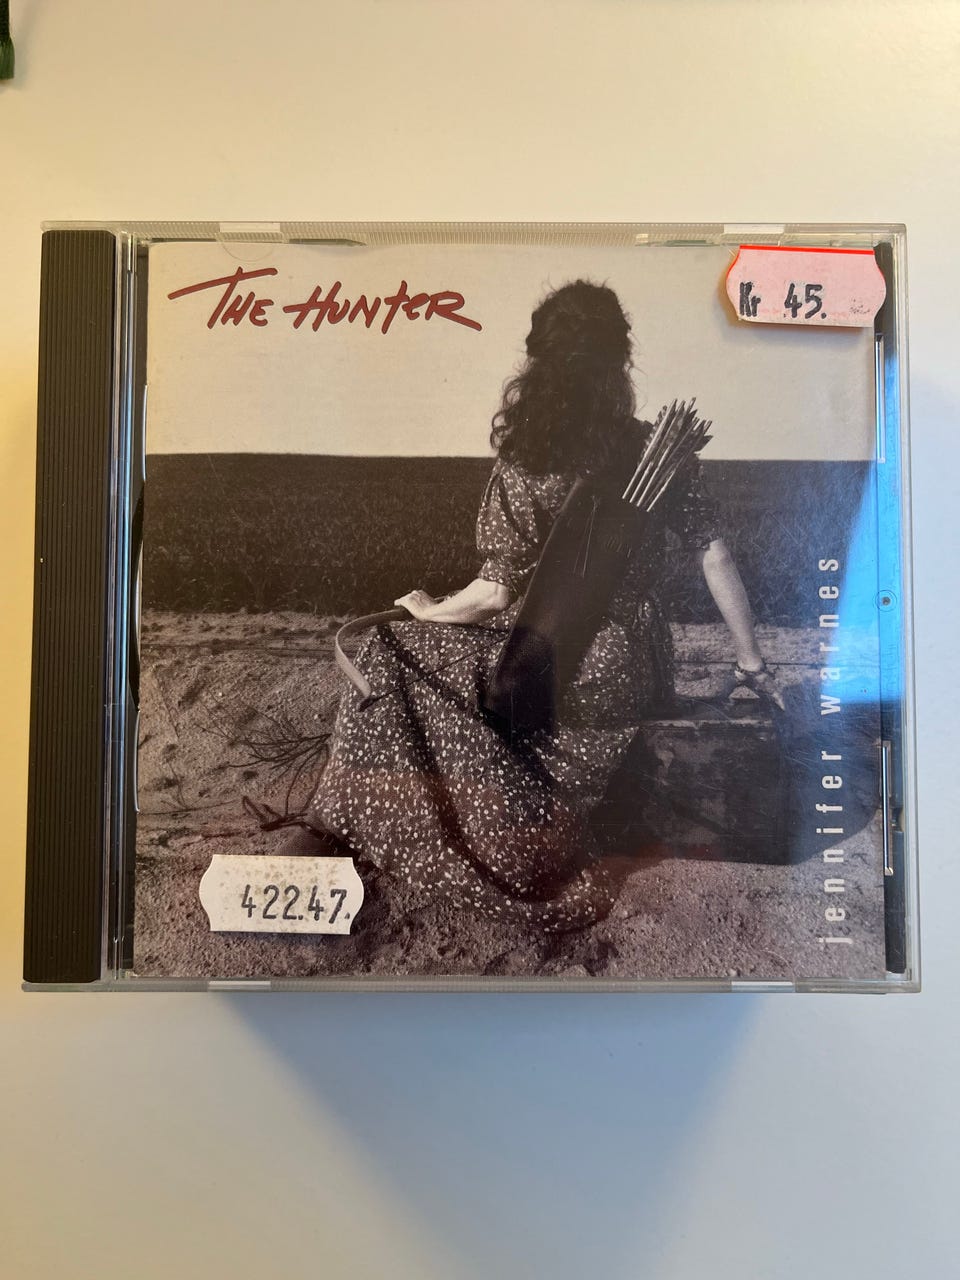 The Hunter
Kr 45.
jennifer warnes
422.47.